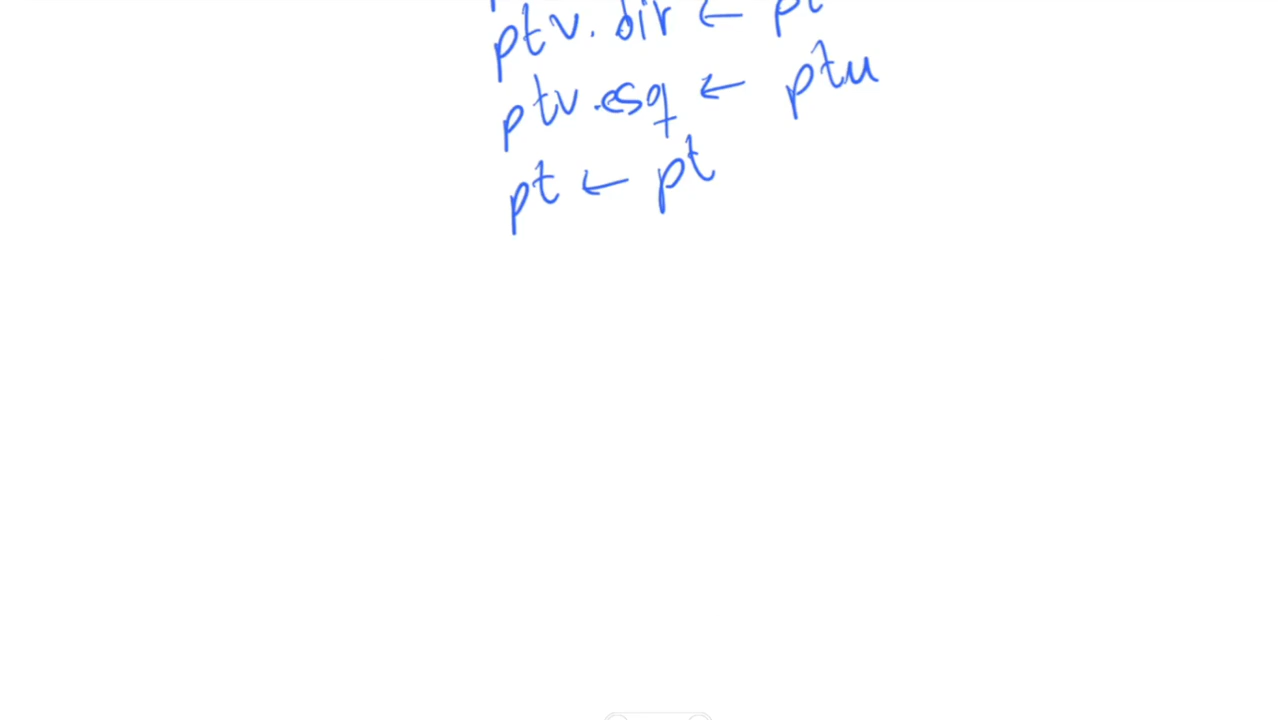 ptv.dir ← pt
ptv.esq ← ptu
pt ← pt